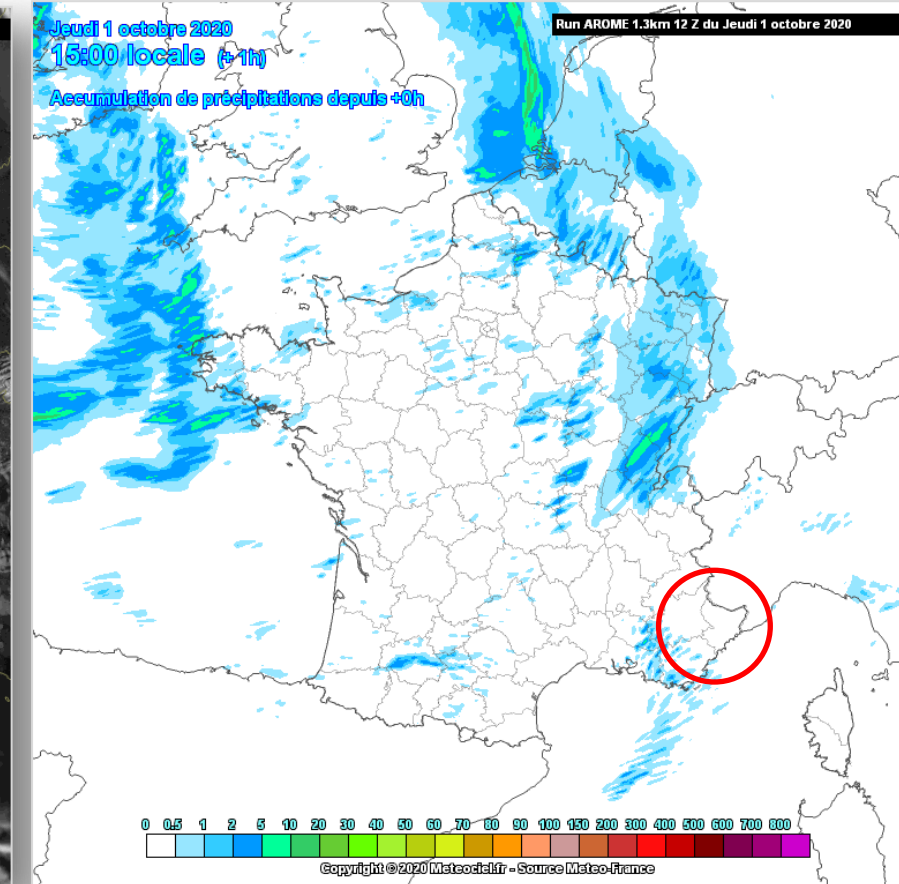 Jeudi 1 octobre 2020
Run AROME 1.3km 12 Z du Jeudi 1 octobre 2020
15:00 locale (+ 1h)
Accumulation de précipitations depuis +0h
0 0.5 1 2 5 10 20 30 40 50 60 70 80 90 100 150 200 300 400 500 600 700 800
Copyright © 2020 Meteociel.fr - Source Meteo-France